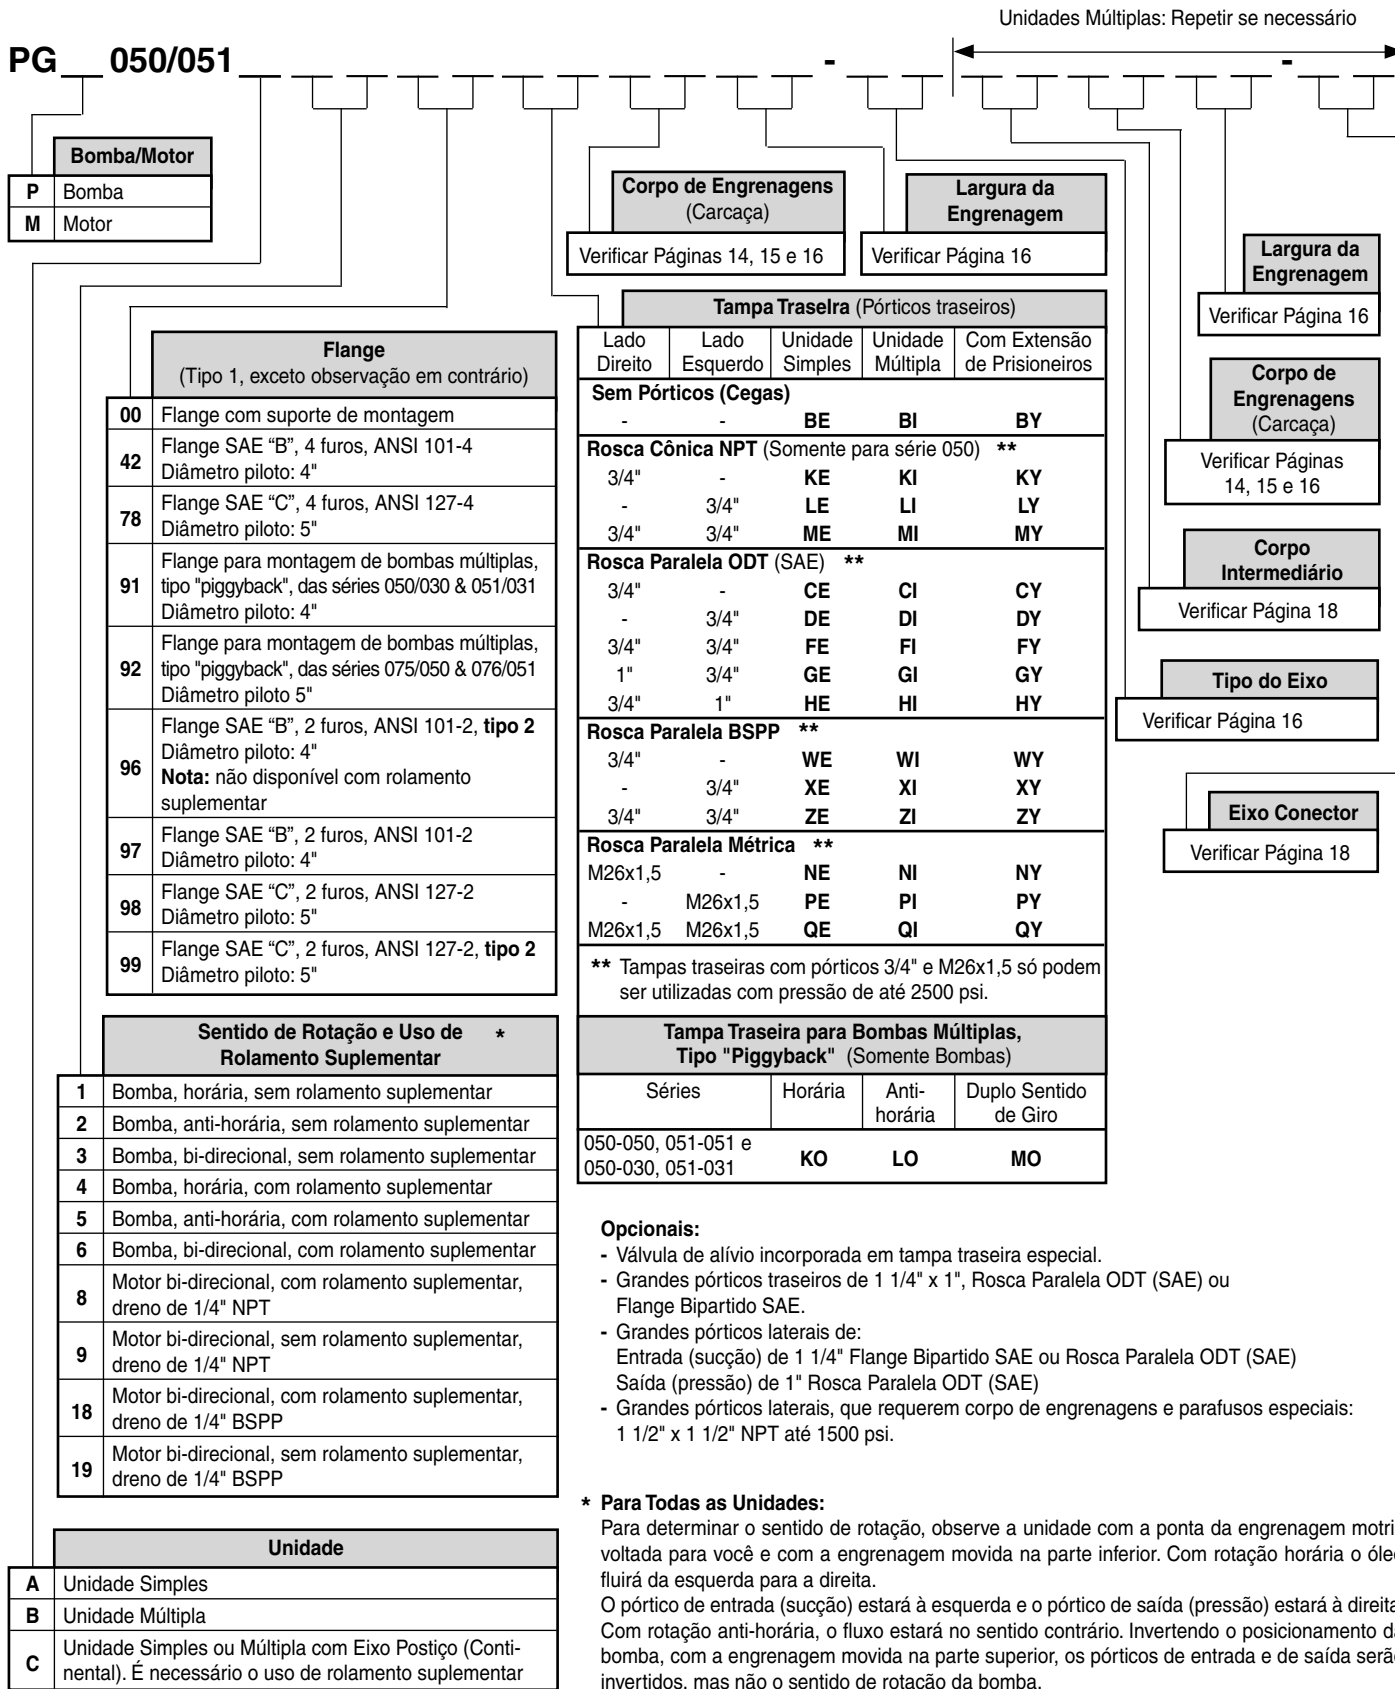 Unidades Múltiplas: Repetir se necessário
PG 050/051 - -
Bomba/Motor
P Bomba
M Motor
Corpo de Engrenagens
(Carcaça)
Verificar Páginas 14, 15 e 16
Largura da
Engrenagem
Verificar Página 16
Largura da
Engrenagem
Verificar Página 16
Corpo de
Engrenagens
(Carcaça)
Verificar Páginas
14, 15 e 16
Corpo
Intermediário
Verificar Página 18
Tipo do Eixo
Verificar Página 16
Eixo Conector
Verificar Página 18
Flange
(Tipo 1, exceto observação em contrário)
00 Flange com suporte de montagem
42 Flange SAE “B”, 4 furos, ANSI 101-4
Diâmetro piloto: 4"
78 Flange SAE “C”, 4 furos, ANSI 127-4
Diâmetro piloto: 5"
91 Flange para montagem de bombas múltiplas,
tipo "piggyback", das séries 050/030 & 051/031
Diâmetro piloto: 4"
92 Flange para montagem de bombas múltiplas,
tipo "piggyback", das séries 075/050 & 076/051
Diâmetro piloto 5"
96 Flange SAE “B”, 2 furos, ANSI 101-2, tipo 2
Diâmetro piloto: 4"
Nota: não disponível com rolamento
suplementar
97 Flange SAE “B”, 2 furos, ANSI 101-2
Diâmetro piloto: 4"
98 Flange SAE “C”, 2 furos, ANSI 127-2
Diâmetro piloto: 5"
99 Flange SAE “C”, 2 furos, ANSI 127-2, tipo 2
Diâmetro piloto: 5"
Tampa TraseIra (Pórticos traseiros)
Lado Lado Unidade Unidade Com Extensão
Direito Esquerdo Simples Múltipla de Prisioneiros
Sem Pórticos (Cegas)
- - BE BI BY
Rosca Cônica NPT (Somente para série 050) **
3/4" - KE KI KY
- 3/4" LE LI LY
3/4" 3/4" ME MI MY
Rosca Paralela ODT (SAE) **
3/4" - CE CI CY
- 3/4" DE DI DY
3/4" 3/4" FE FI FY
1" 3/4" GE GI GY
3/4" 1" HE HI HY
Rosca Paralela BSPP **
3/4" - WE WI WY
- 3/4" XE XI XY
3/4" 3/4" ZE ZI ZY
Rosca Paralela Métrica **
M26x1,5 - NE NI NY
- M26x1,5 PE PI PY
M26x1,5 M26x1,5 QE QI QY
** Tampas traseiras com pórticos 3/4" e M26x1,5 só podem
ser utilizadas com pressão de até 2500 psi.
Tampa Traseira para Bombas Múltiplas,
Tipo "Piggyback" (Somente Bombas)
Séries Horária Anti- Duplo Sentido
horária de Giro
050-050, 051-051 e
050-030, 051-031 KO LO MO
Sentido de Rotação e Uso de *
Rolamento Suplementar
1 Bomba, horária, sem rolamento suplementar
2 Bomba, anti-horária, sem rolamento suplementar
3 Bomba, bi-direcional, sem rolamento suplementar
4 Bomba, horária, com rolamento suplementar
5 Bomba, anti-horária, com rolamento suplementar
6 Bomba, bi-direcional, com rolamento suplementar
8 Motor bi-direcional, com rolamento suplementar,
dreno de 1/4" NPT
9 Motor bi-direcional, sem rolamento suplementar,
dreno de 1/4" NPT
18 Motor bi-direcional, com rolamento suplementar,
dreno de 1/4" BSPP
19 Motor bi-direcional, sem rolamento suplementar,
dreno de 1/4" BSPP
Unidade
A Unidade Simples
B Unidade Múltipla
C Unidade Simples ou Múltipla com Eixo Postiço (Conti-
nental). É necessário o uso de rolamento suplementar
Opcionais:
- Válvula de alívio incorporada em tampa traseira especial.
- Grandes pórticos traseiros de 1 1/4" x 1", Rosca Paralela ODT (SAE) ou
Flange Bipartido SAE.
- Grandes pórticos laterais de:
Entrada (sucção) de 1 1/4" Flange Bipartido SAE ou Rosca Paralela ODT (SAE)
Saída (pressão) de 1" Rosca Paralela ODT (SAE)
- Grandes pórticos laterais, que requerem corpo de engrenagens e parafusos especiais:
1 1/2" x 1 1/2" NPT até 1500 psi.
* Para Todas as Unidades:
Para determinar o sentido de rotação, observe a unidade com a ponta da engrenagem motri
voltada para você e com a engrenagem movida na parte inferior. Com rotação horária o óle
fluirá da esquerda para a direita.
O pórtico de entrada (sucção) estará à esquerda e o pórtico de saída (pressão) estará à direita
Com rotação anti-horária, o fluxo estará no sentido contrário. Invertendo o posicionamento d
bomba, com a engrenagem movida na parte superior, os pórticos de entrada e de saída serã
invertidos, mas não o sentido de rotação da bomba.